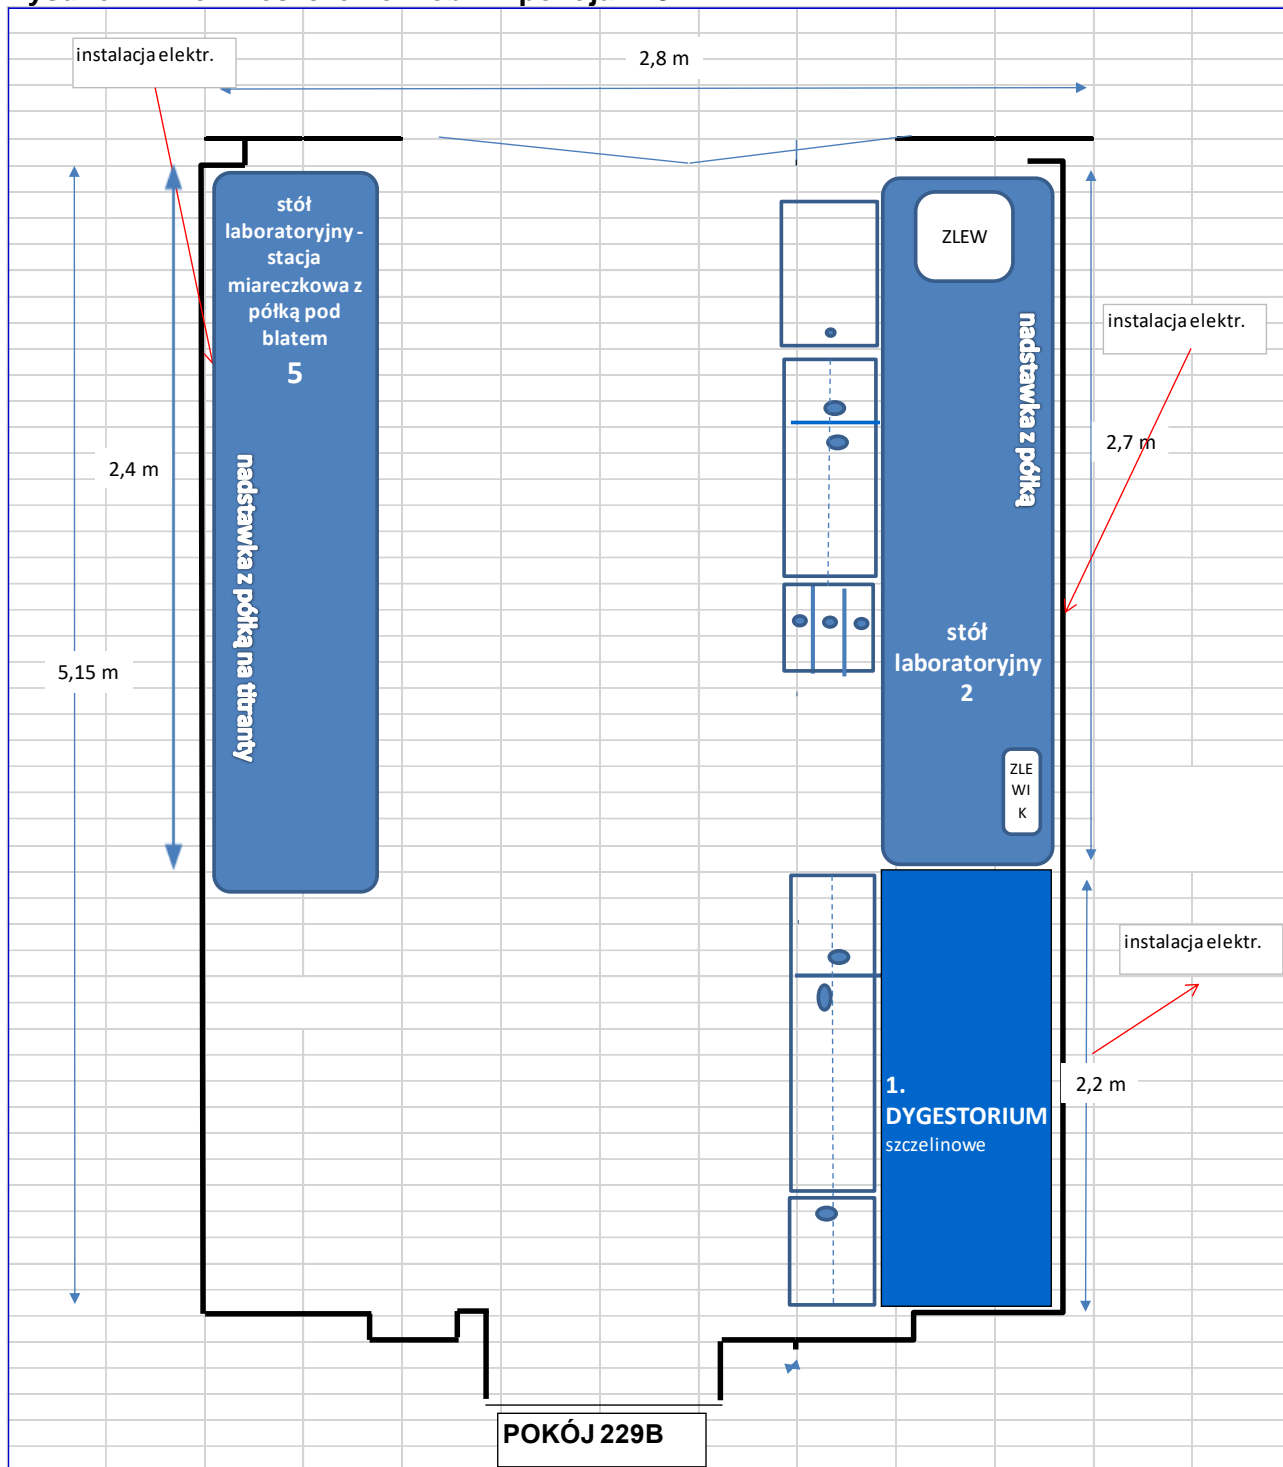 instalacja elektr.
2,8 m
stół
laboratoryjny -
stacja
miareczkowa z
półką pod
blatem
5
nadstawka z półką na titranty
2,4 m
5,15 m
ZLEW
nadstawka z półką
instalacja elektr.
2,7 m
stół
laboratoryjny
2
ZLE
WI
K
instalacja elektr.
2,2 m
1.
DYGESTORIUM
szczelinowe
POKÓJ 229B